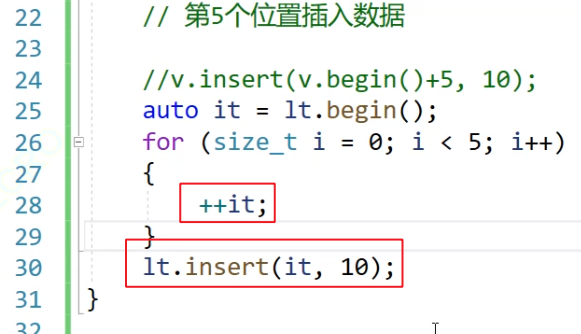 22 // 第5个位置插入数据
23
24 //v.insert(v.begin()+5, 10);
25 auto it = lt.begin();
26 for (size_t i = 0; i < 5; i++)
27 {
28 ++it;
29 }
30 lt.insert(it, 10);
31 }
32